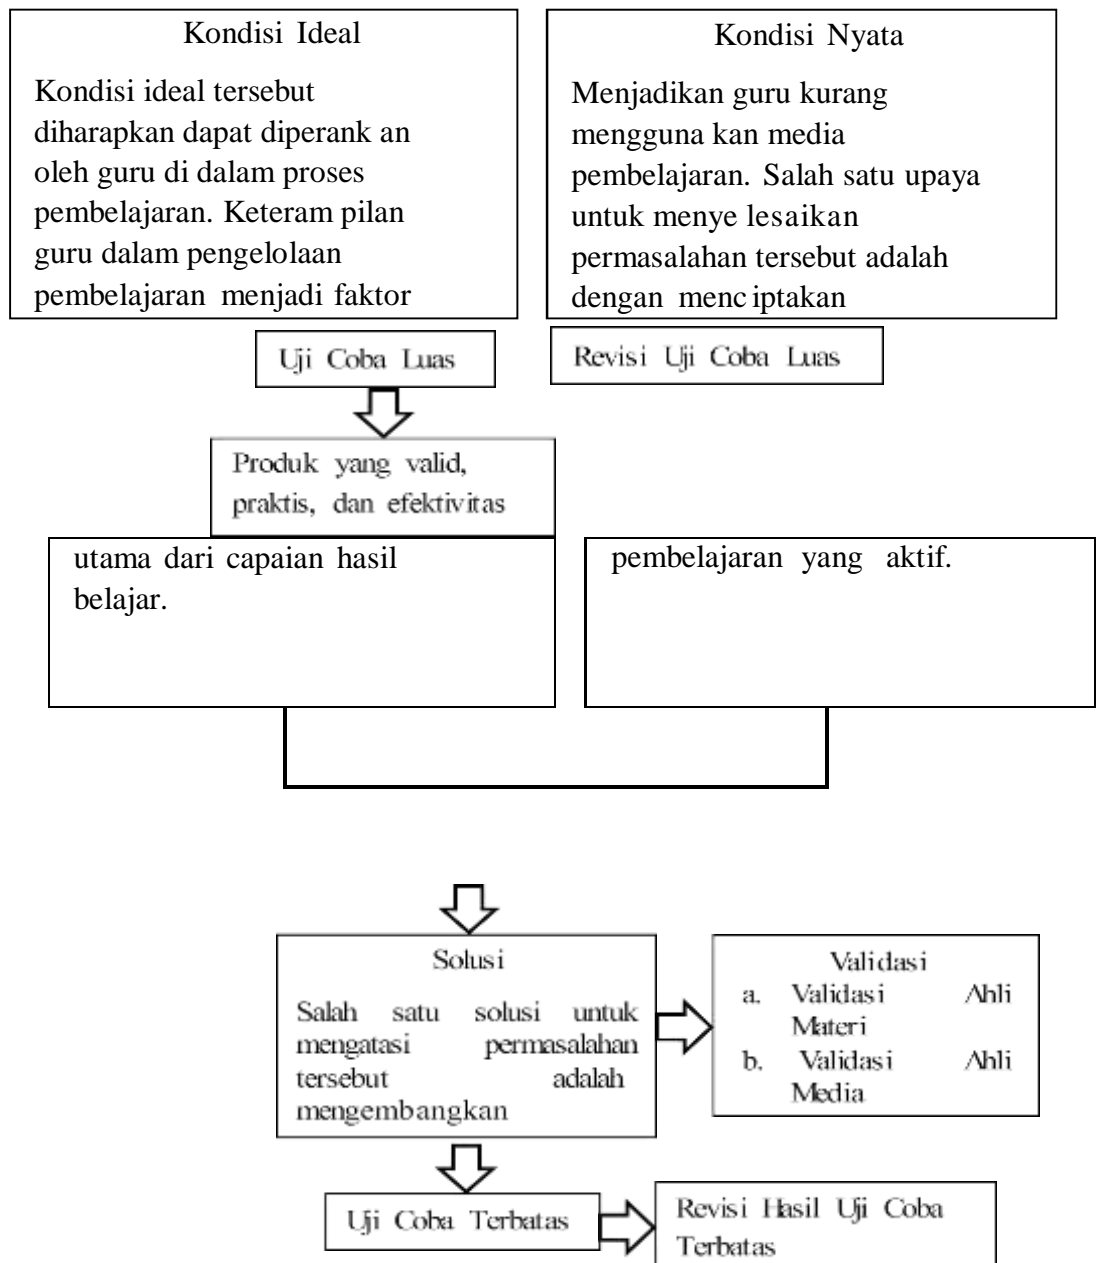 Kondisi Ideal
Kondisi ideal tersebut
diharapkan dapat diperank an
oleh guru di dalam proses
pembelajaran. Keteram pilan
guru dalam pengelolaan
pembelajaran menjadi faktor
Kondisi Nyata
Menjadikan guru kurang
mengguna kan media
pembelajaran. Salah satu upaya
untuk menye lesaikan
permasalahan tersebut adalah
dengan menc iptakan
Uji Coba Luas
Revisi Uji Coba Luas
Produk yang valid,
praktis, dan efektivitas
utama dari capaian hasil
belajar.
pembelajaran yang aktif.
Solusi
Salah satu solusi untuk
mengatasi permasalahan
tersebut adalah
mengembangkan
Validasi
a. Validasi Ahli
Materi
b. Validasi Ahli
Media
Uji Coba Terbatas
Revisi Hasil Uji Coba
Terbatas